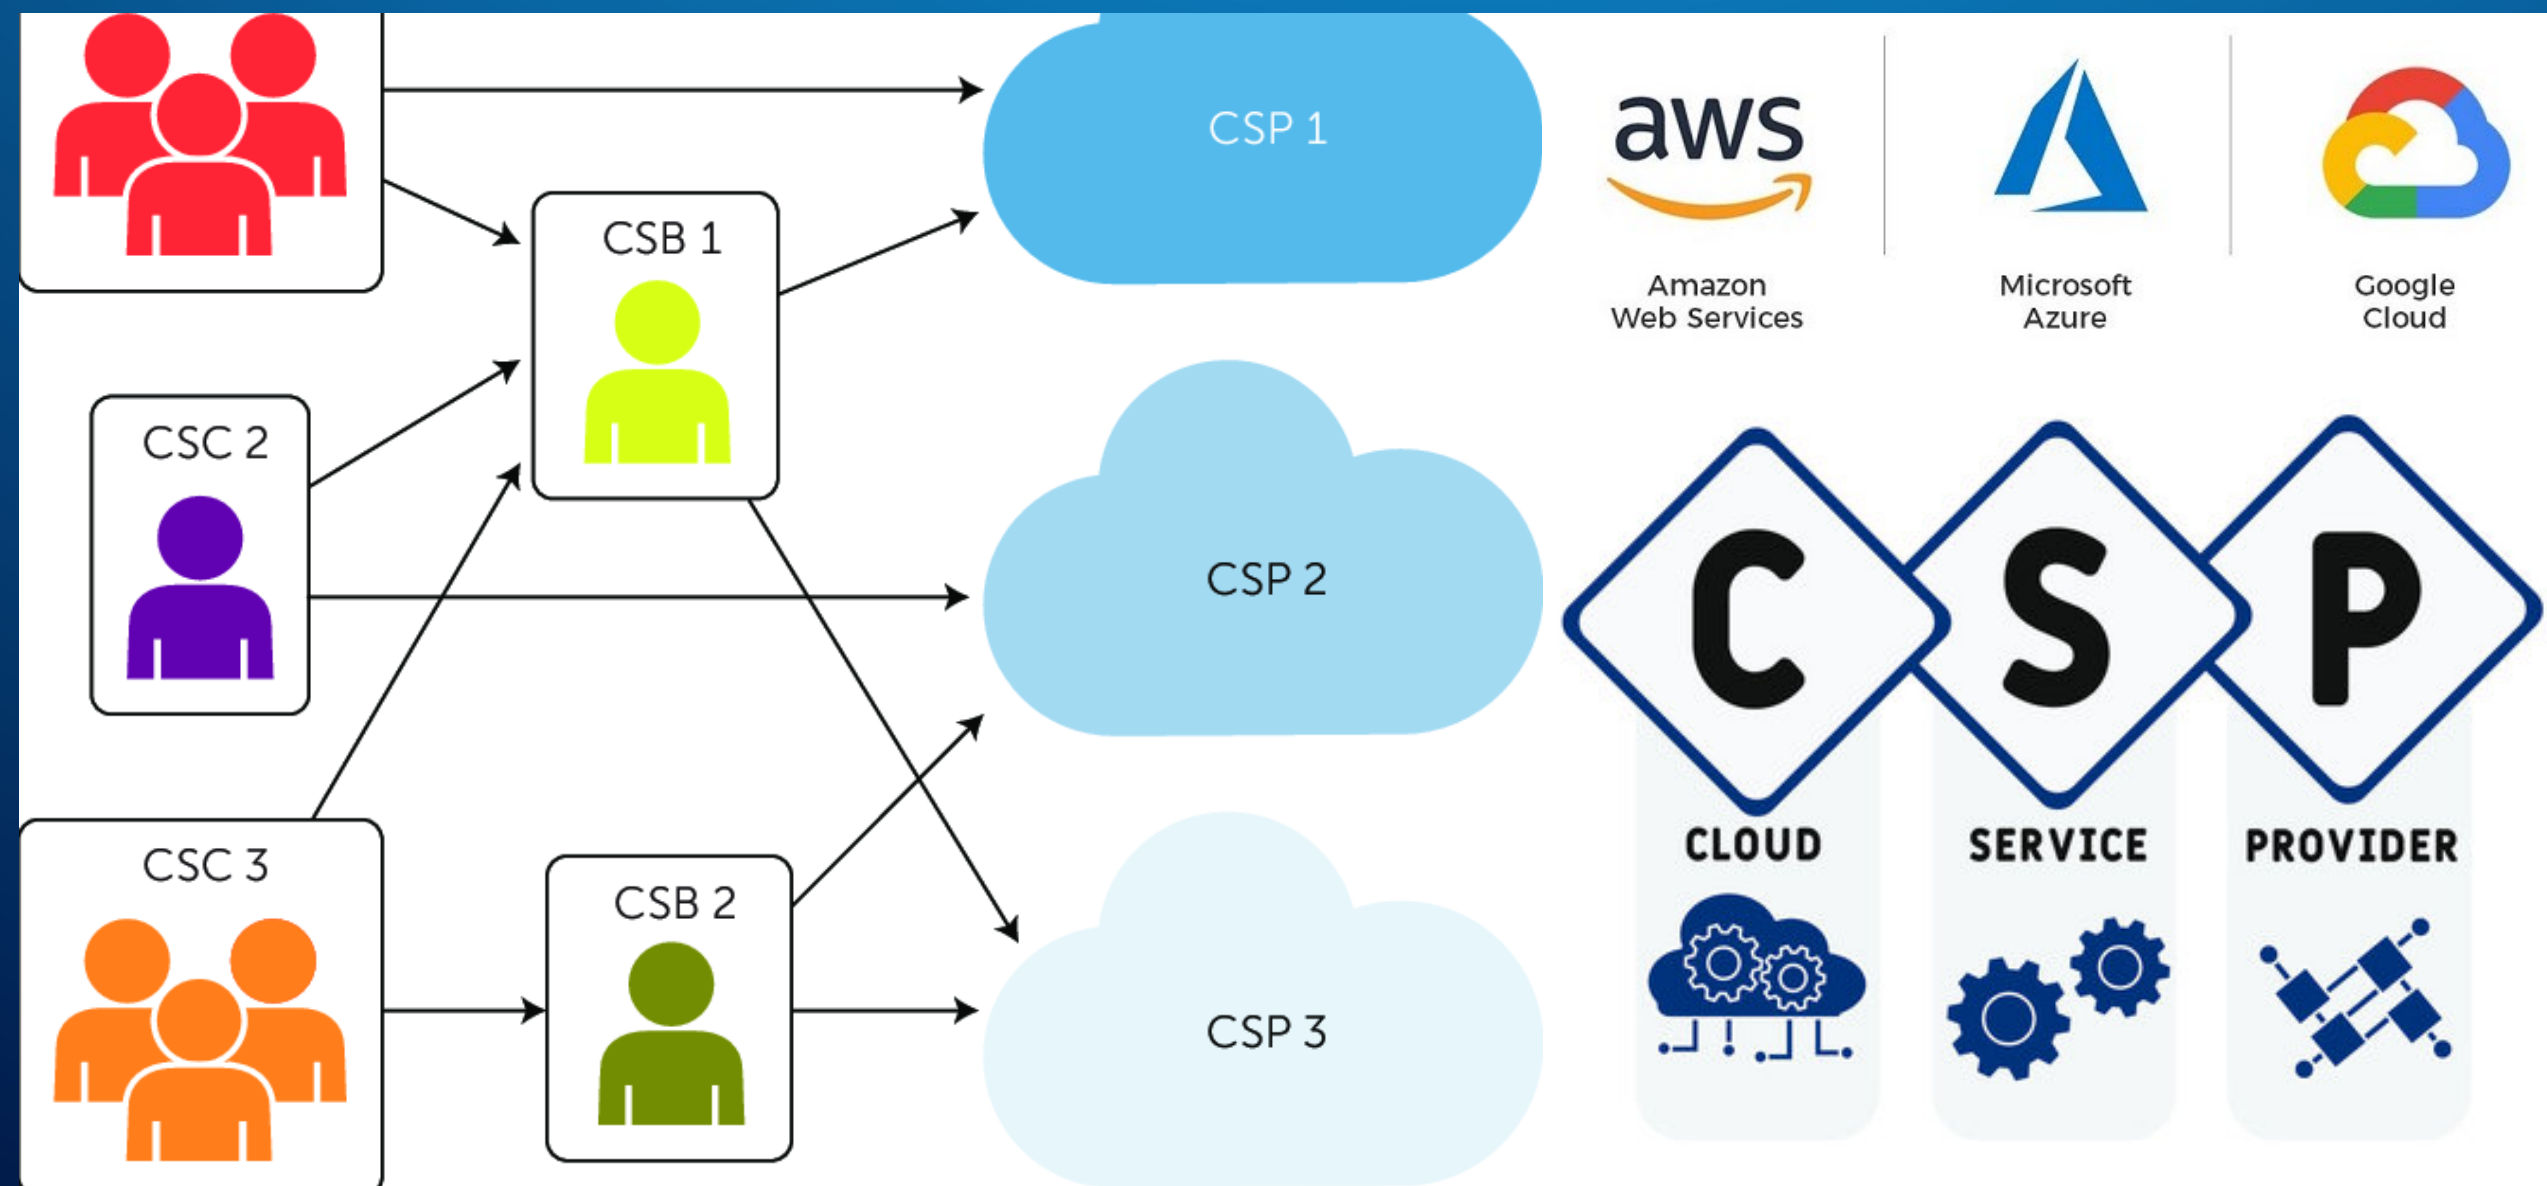 CSP 1
CSB 1
CSC 2
CSP 2
CSC 3
CSB 2
CSP 3
aws
Amazon
Web Services
Microsoft
Azure
Google
Cloud
C S P
CLOUD SERVICE PROVIDER